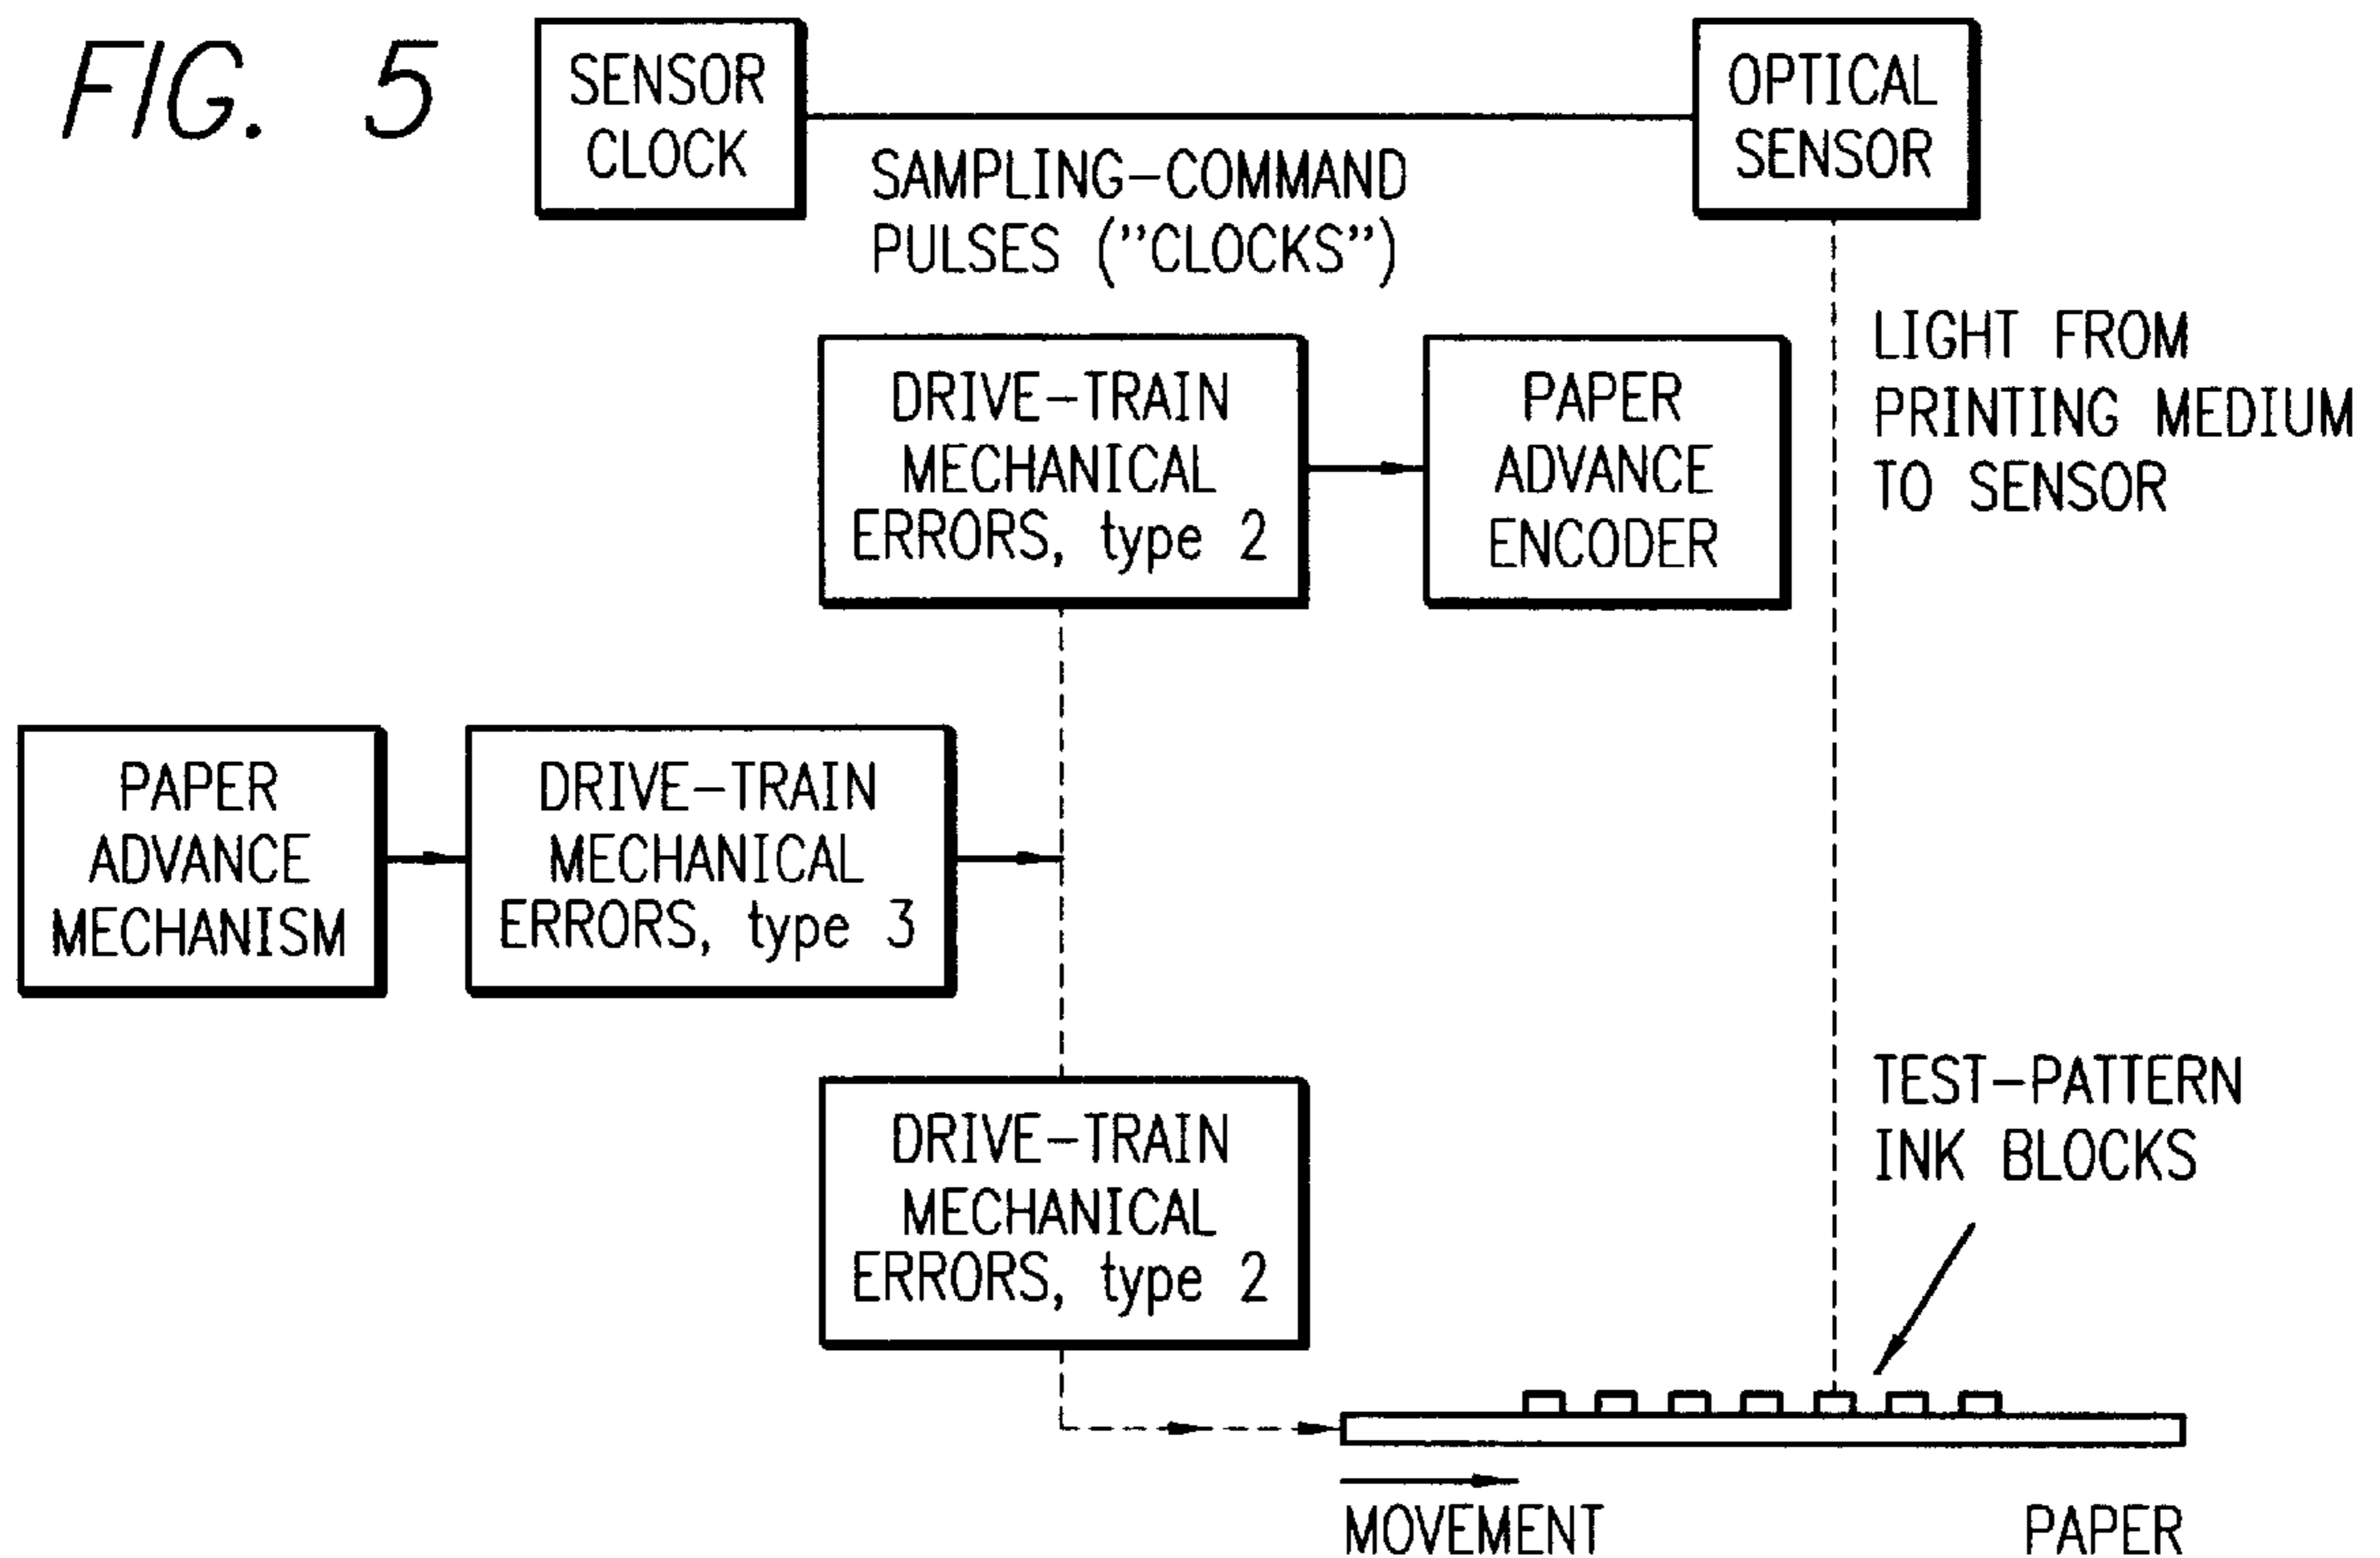 FIG. 5
SENSOR
CLOCK
OPTICAL
SENSOR
SAMPLING-COMMAND
PULSES ("CLOCKS")
LIGHT FROM
PRINTING MEDIUM
TO SENSOR
DRIVE-TRAIN
MECHANICAL
ERRORS, type 2
PAPER
ADVANCE
ENCODER
PAPER
ADVANCE
MECHANISM
DRIVE-TRAIN
MECHANICAL
ERRORS, type 3
DRIVE-TRAIN
MECHANICAL
ERRORS, type 2
TEST-PATTERN
INK BLOCKS
MOVEMENT
PAPER